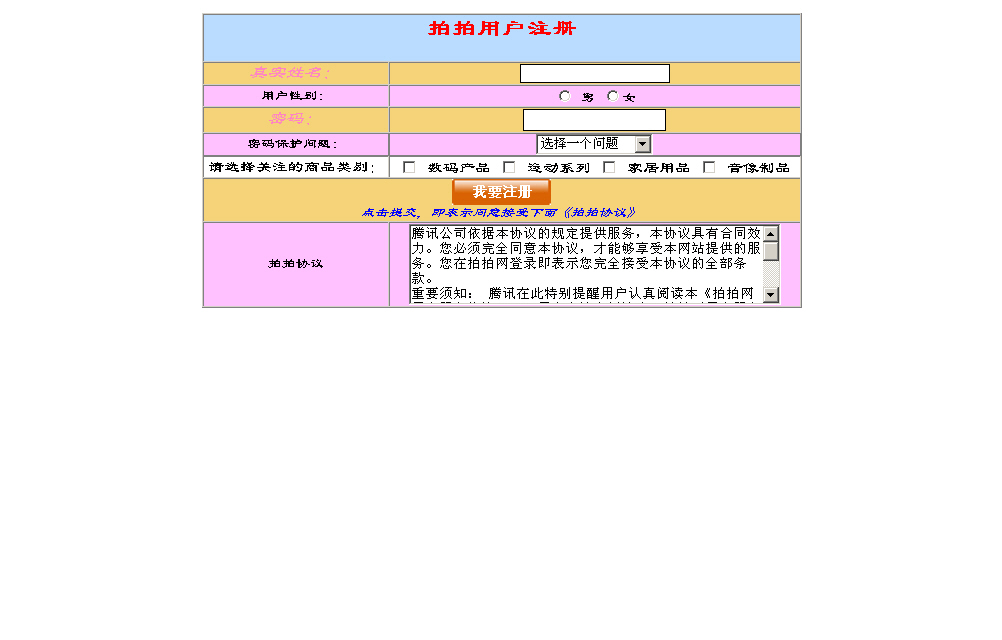 拍拍用户注册
真实姓名：
用户性别： 男 女
密码：
密码保护问题： 选择一个问题
请选择关注的商品类别： 数码产品 运动系列 家居用品 音像制品
我要注册
点击提交，即表示同意接受下面《拍拍协议》
拍拍协议
腾讯公司依据本协议的规定提供服务，本协议具有合同效
力。您必须完全同意本协议，才能够享受本网站提供的服
务。您在拍拍网登录即表示您完全接受本协议的全部条
款。
重要须知： 腾讯在此特别提醒用户认真阅读本《拍拍网